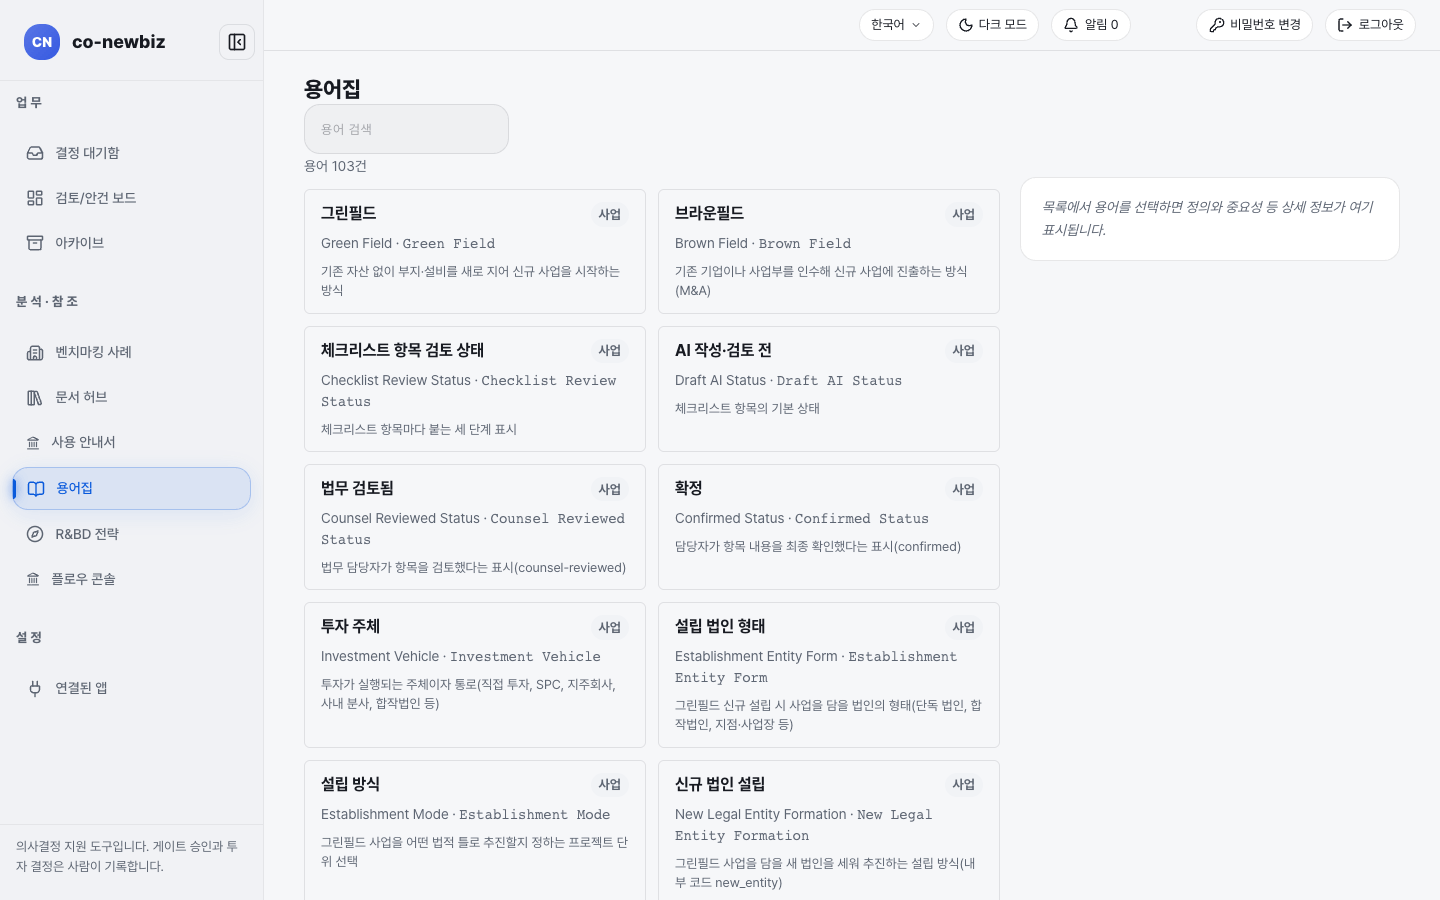 CN co-newbiz
한국어
다크 모드
알림 0
비밀번호 변경
로그아웃
업무
결정 대기함
검토/안건 보드
아카이브
분석·참조
벤치마킹 사례
문서 허브
사용 안내서
용어집
R&BD 전략
플로우 콘솔
설정
연결된 앱
의사결정 지원 도구입니다. 게이트 승인과 투
자 결정은 사람이 기록합니다.
용어집
용어 검색
용어 103건
그린필드 사업
Green Field · Green Field
기존 자산 없이 부지·설비를 새로 지어 신규 사업을 시작하는
방식
브라운필드 사업
Brown Field · Brown Field
기존 기업이나 사업부를 인수해 신규 사업에 진출하는 방식
(M&A)
체크리스트 항목 검토 상태 사업
Checklist Review Status · Checklist Review
Status
체크리스트 항목마다 붙는 세 단계 표시
AI 작성·검토 전 사업
Draft AI Status · Draft AI Status
체크리스트 항목의 기본 상태
법무 검토됨 사업
Counsel Reviewed Status · Counsel Reviewed
Status
법무 담당자가 항목을 검토했다는 표시(counsel-reviewed)
확정 사업
Confirmed Status · Confirmed Status
담당자가 항목 내용을 최종 확인했다는 표시(confirmed)
투자 주체 사업
Investment Vehicle · Investment Vehicle
투자가 실행되는 주체이자 통로(직접 투자, SPC, 지주회사,
사내 분사, 합작법인 등)
설립 법인 형태 사업
Establishment Entity Form · Establishment
Entity Form
그린필드 신규 설립 시 사업을 담을 법인의 형태(단독 법인, 합
작법인, 지점·사업장 등)
설립 방식 사업
Establishment Mode · Establishment Mode
그린필드 사업을 어떤 법적 틀로 추진할지 정하는 프로젝트 단
위 선택
신규 법인 설립 사업
New Legal Entity Formation · New Legal
Entity Formation
그린필드 사업을 담을 새 법인을 세워 추진하는 설립 방식(내
부 코드 new_entity)
목록에서 용어를 선택하면 정의와 중요성 등 상세 정보가 여기
표시됩니다.